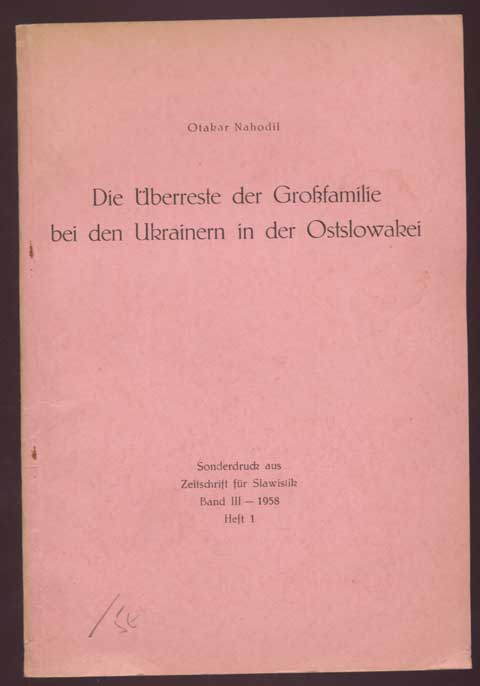 Otakar Nahodil
Die Überreste der Großfamilie
bei den Ukrainern in der Ostslowakei
Sonderdruck aus
Zeitschrift für Slawistik
Band III — 1958
Heft 1